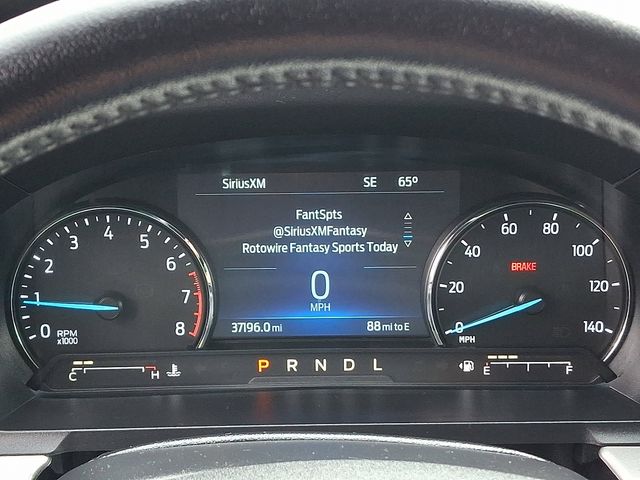 SiriusXM SE 65°
FantSpts
@SiriusXMFantasy
Rotowire Fantasy Sports Today
0
MPH
37196.0 mi 88 mi to E
0 1 2 3 4 5 6 7 8
RPM
x1000
0 20 40 60 80 100 120 140
BRAKE
MPH
C H
P R N D L
E F